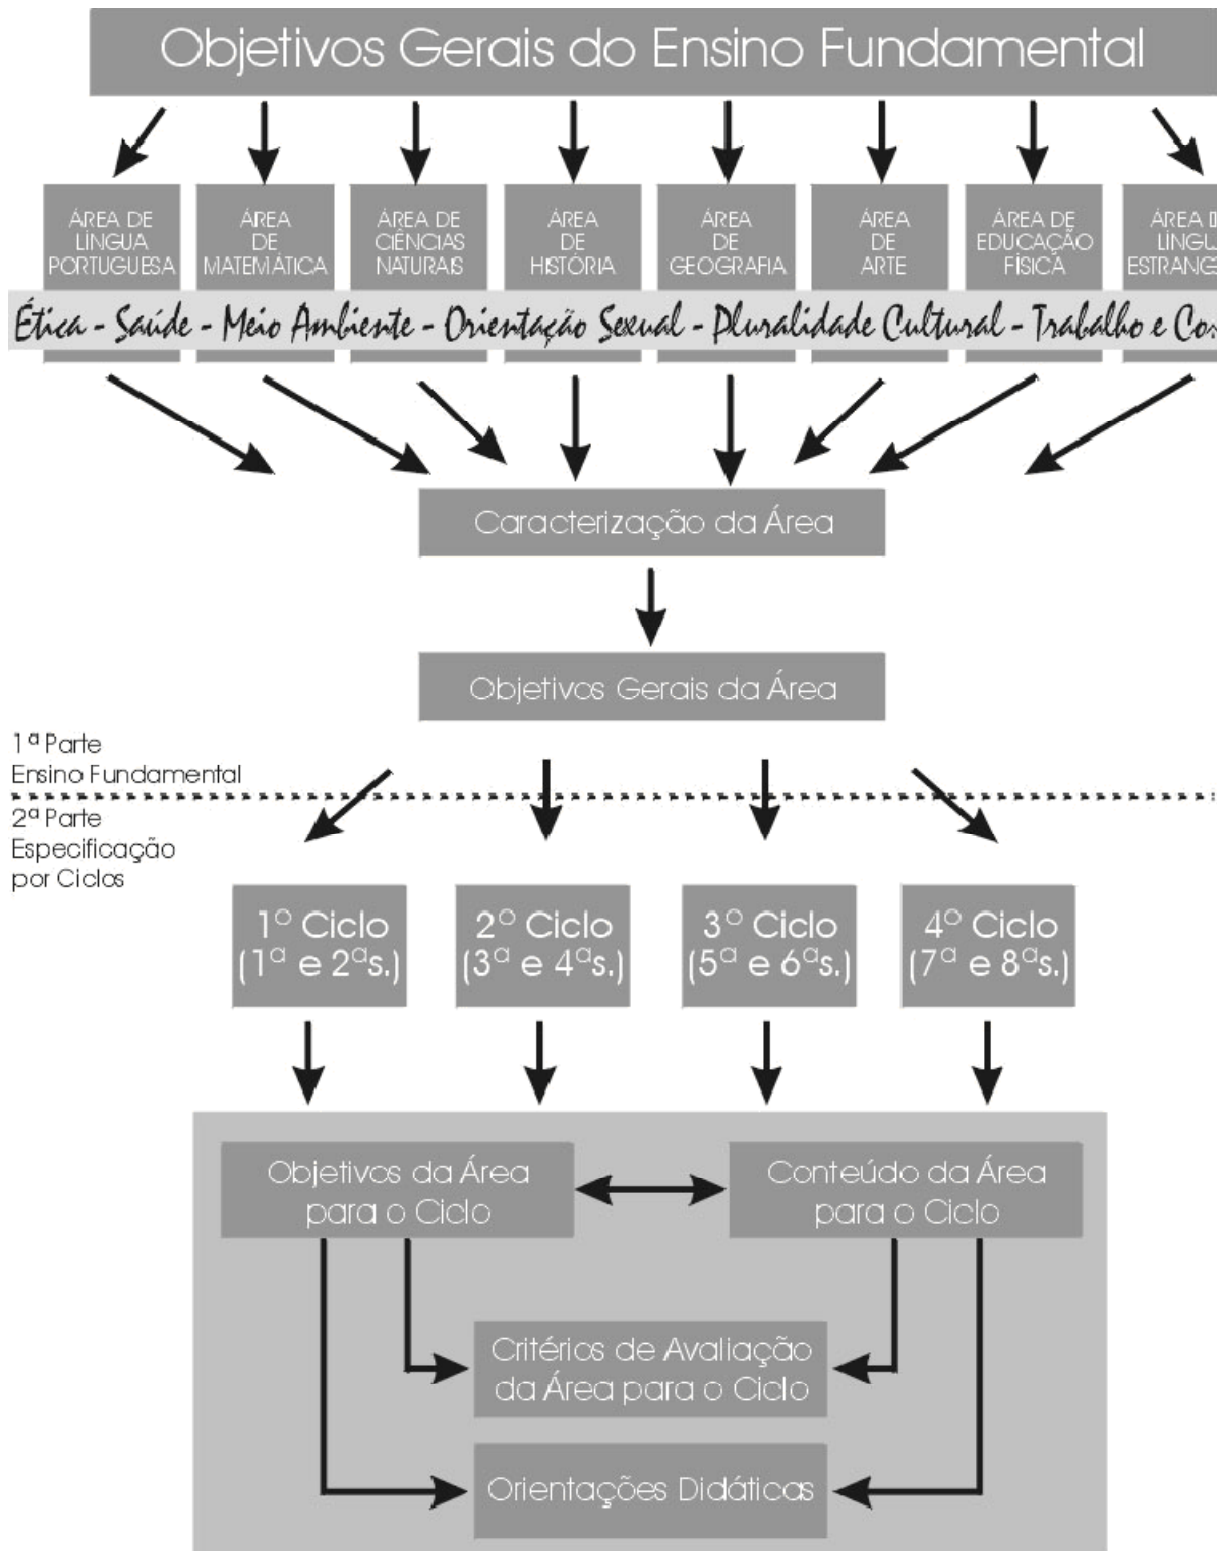 Objetivos Gerais do Ensino Fundamental
ÁREA DE
LÍNGUA
PORTUGUESA
ÁREA
DE
MATEMÁTICA
ÁREA DE
CIÊNCIAS
NATURAIS
ÁREA
DE
HISTÓRIA
ÁREA
DE
GEOGRAFIA
ÁREA
DE
ARTE
ÁREA DE
EDUCAÇÃO
FÍSICA
ÁREA
Ética - Saúde - Meio Ambiente - Orientação Sexual - Pluralidade Cultural - Trabalho e
Caracterização da Área
Objetivos Gerais da Área
1ª Parte
Ensino Fundamental
2ª Parte
Especificação
por Ciclos
1º Ciclo
(1ª e 2ªs.)
2º Ciclo
(3ª e 4ªs.)
3º Ciclo
(5ª e 6ªs.)
4º Ciclo
(7ª e 8ªs.)
Objetivos da Área
para o Ciclo
Conteúdo da Área
para o Ciclo
Critérios de Avaliação
da Área para o Ciclo
Orientações Didáticas